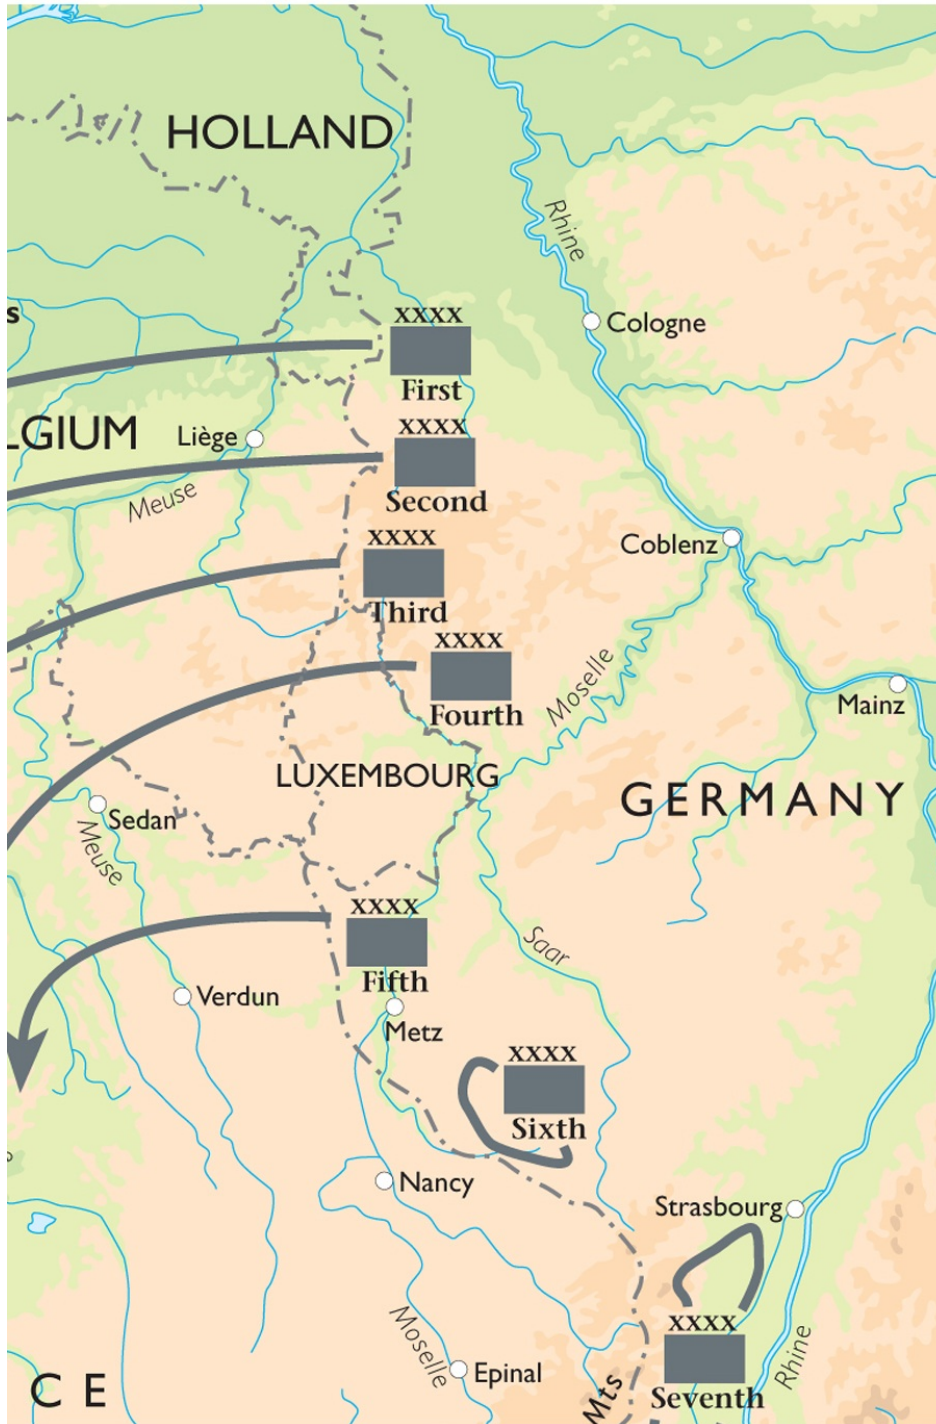 HOLLAND
Rhine
s
XXXX
Cologne
First
LGIUM
Liège
XXXX
Second
Meuse
XXXX
Coblenz
Third
XXXX
Moselle
Fourth
Mainz
LUXEMBOURG
GERMANY
Sedan
Meuse
XXXX
Saar
Fifth
Verdun
Metz
XXXX
Sixth
Nancy
Strasbourg
XXXX
Moselle
Rhine
Epinal
Mts
Seventh
C E